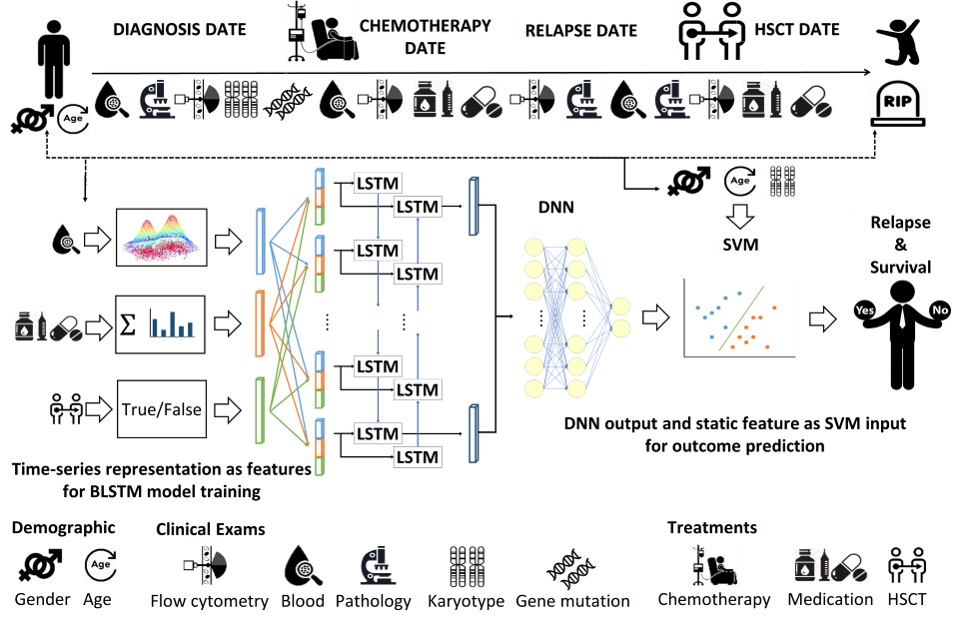 DIAGNOSIS DATE
CHEMOTHERAPY
DATE
RELAPSE DATE
HSCT DATE
Age
RIP
Age
LSTM
LSTM
DNN
SVM
Relapse
&
Survival
LSTM
LSTM
Σ
Yes
No
LSTM
LSTM
True/False
LSTM
LSTM
DNN output and static feature as SVM input
for outcome prediction
Time-series representation as features
for BLSTM model training
Demographic
Clinical Exams
Treatments
Age
Gender
Age
Flow cytometry
Blood
Pathology
Karyotype
Gene mutation
Chemotherapy
Medication
HSCT